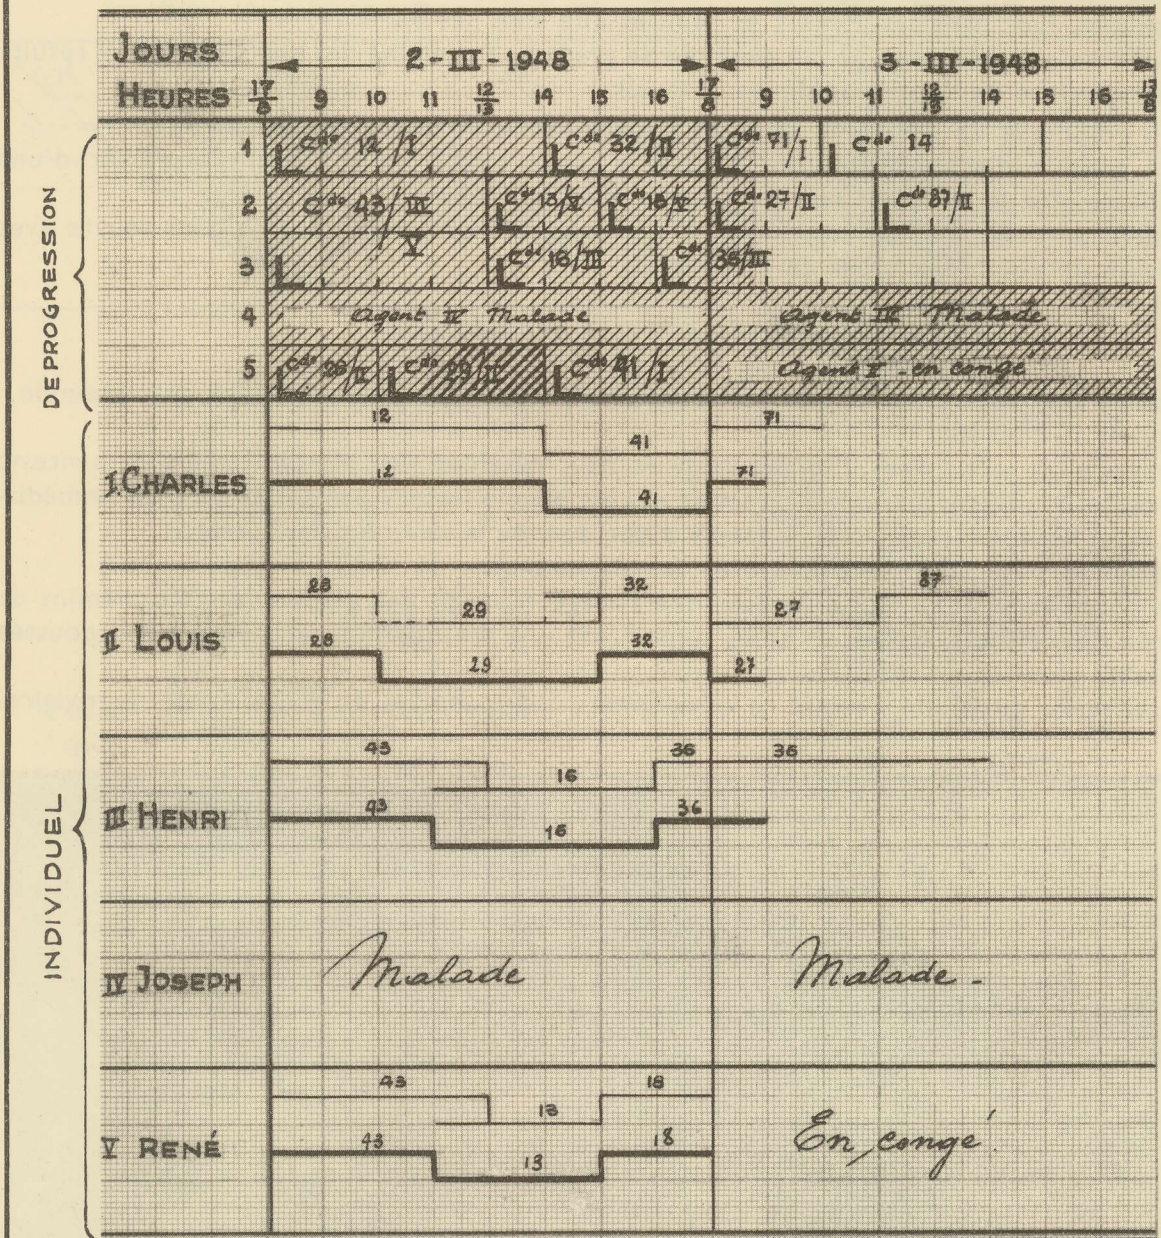 JOURS 2-III-1948 3-III-1948
HEURES 17/8 9 10 11 12/13 14 15 16 17/8 9 10 11 12/13 14 15 16 17/8
DE PROGRESSION
1 Cde 12/I Cde 32/II Cde 71/I Cde 14
2 Cde 43/III Cde 13/V Cde 18/V Cde 27/II Cde 37/II
V
3 Cde 16/III Cde 36/III
4 Agent IV Malade Agent IV Malade
5 Cde 28/II Cde 29/II Cde 41/I Agent V - en congé
INDIVIDUEL
12 41 71
I. CHARLES 12 41 71
28 29 32 27 37
II LOUIS 28 29 32 27
43 16 36 36
III HENRI 43 16 36
IV JOSEPH Malade Malade -
43 13 18
V RENÉ 43 13 18 En congé